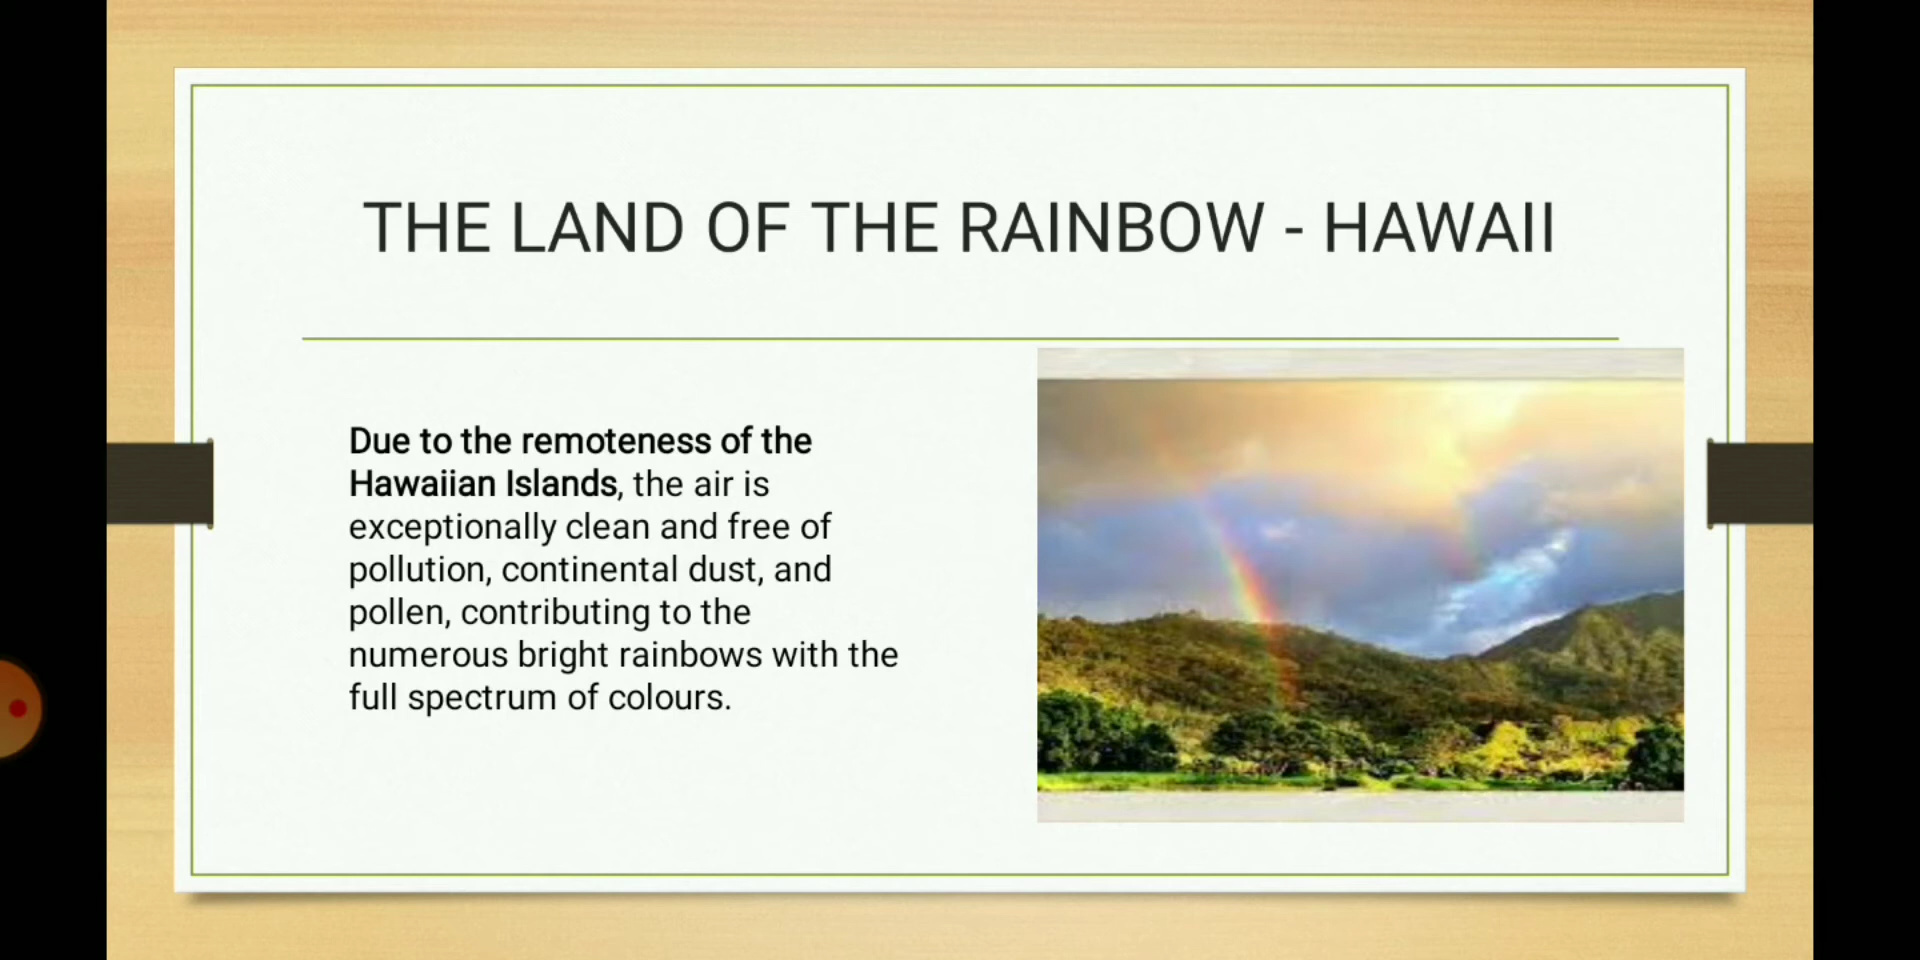 THE LAND OF THE RAINBOW - HAWAII
Due to the remoteness of the
Hawaiian Islands, the air is
exceptionally clean and free of
pollution, continental dust, and
pollen, contributing to the
numerous bright rainbows with the
full spectrum of colours.